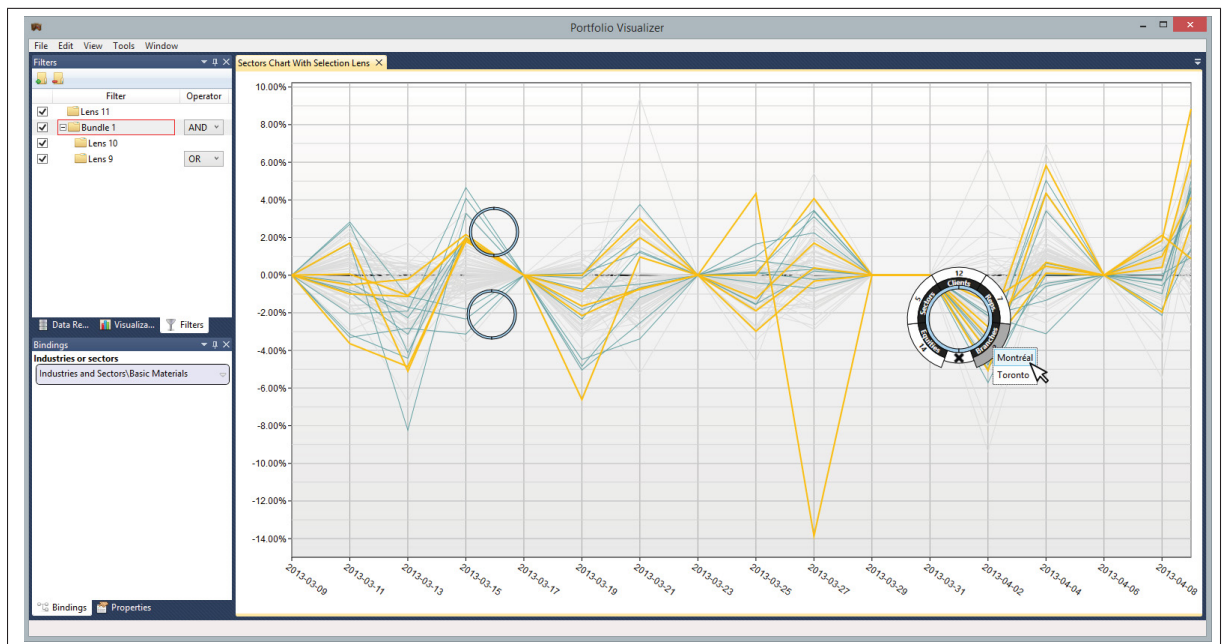 Portfolio Visualizer
File Edit View Tools Window
Filters
Sectors Chart With Selection Lens
Filter Operator
Lens 11
Bundle 1 AND
Lens 10
Lens 9 OR
Data Re... Visualiza... Filters
Bindings
Industries or sectors
Industries and Sectors\Basic Materials
Bindings Properties
10.00%
8.00%
6.00%
4.00%
2.00%
0.00%
-2.00%
-4.00%
-6.00%
-8.00%
-10.00%
-12.00%
-14.00%
12
Clients
5
Sectors
Reps
7
Equities
14
Branches
Montréal
Toronto
2013-03-09
2013-03-11
2013-03-13
2013-03-15
2013-03-17
2013-03-19
2013-03-21
2013-03-23
2013-03-25
2013-03-27
2013-03-29
2013-03-31
2013-04-02
2013-04-04
2013-04-06
2013-04-08